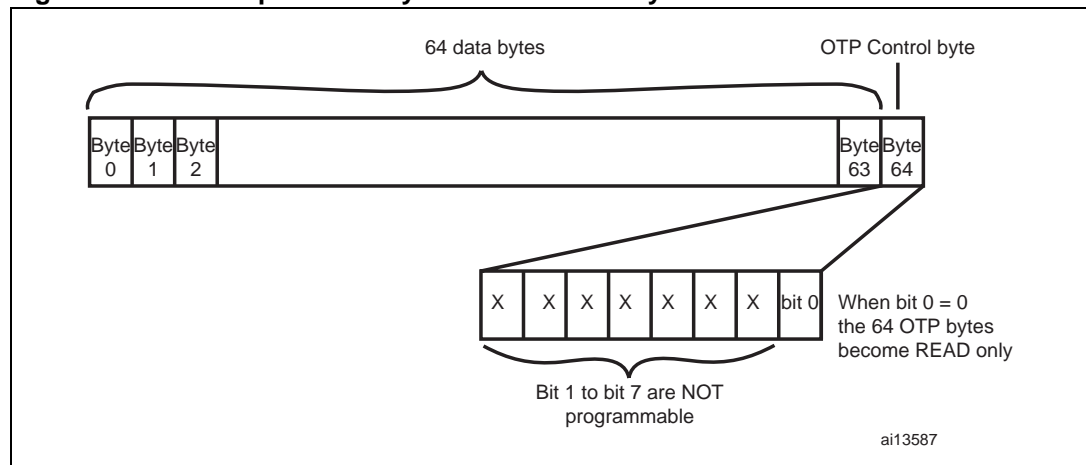 64 data bytes
OTP Control byte
Byte 0
Byte 1
Byte 2
Byte 63
Byte 64
X X X X X X X bit 0
When bit 0 = 0
the 64 OTP bytes
become READ only
Bit 1 to bit 7 are NOT
programmable
ai13587